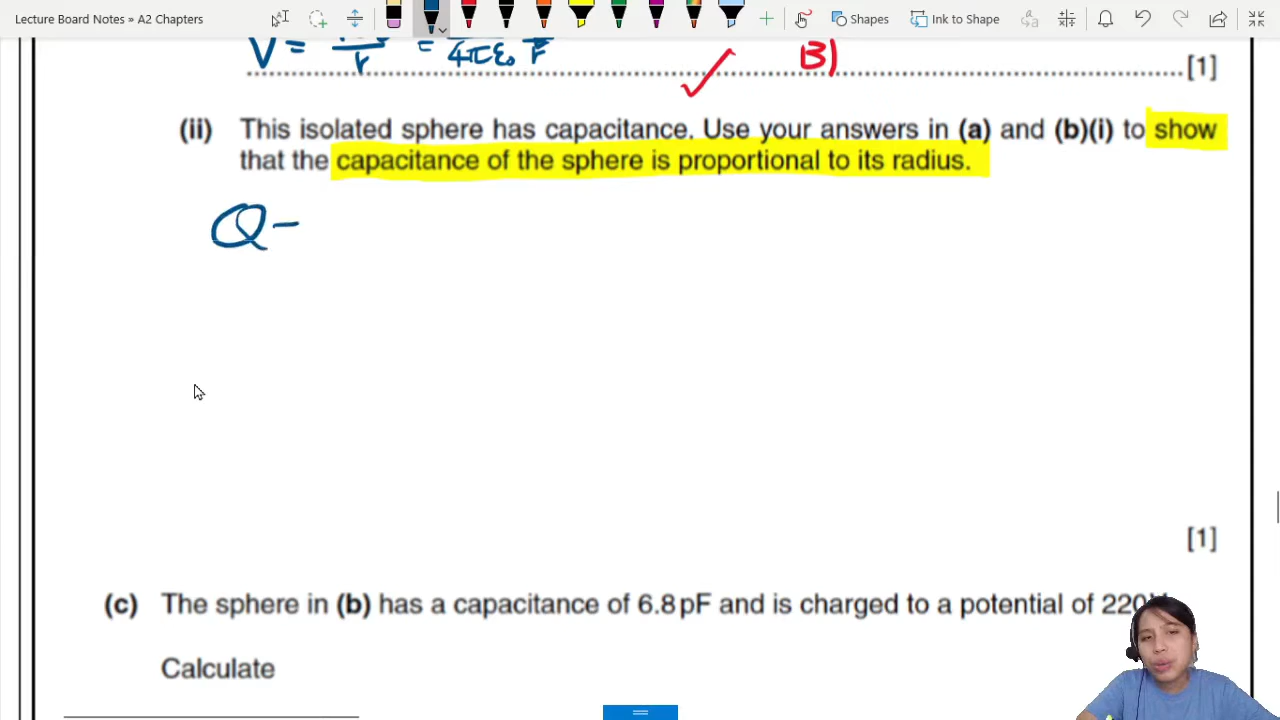 Lecture Board Notes » A2 Chapters
Shapes
Ink to Shape
V = = 4πε₀ r
B)
[1]
(ii) This isolated sphere has capacitance. Use your answers in (a) and (b)(i) to show
that the capacitance of the sphere is proportional to its radius.
Q -
[1]
(c) The sphere in (b) has a capacitance of 6.8 pF and is charged to a potential of 220
Calculate